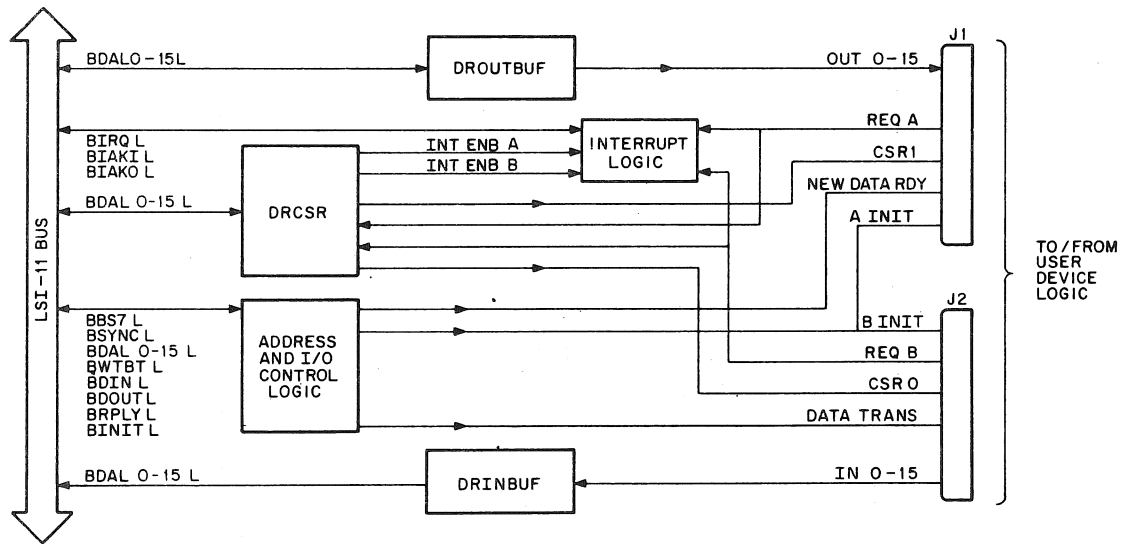 LSI-11 BUS
BDAL0-15L
DROUTBUF
OUT 0-15
J1
BIRQ L
BIAKI L
BIAKO L
INT ENB A
INT ENB B
INTERRUPT
LOGIC
REQ A
CSR1
NEW DATA RDY
A INIT
BDAL 0-15 L
DRCSR
TO/FROM
USER
DEVICE
LOGIC
BBS7 L
BSYNC L
BDAL 0-15 L
BWTBT L
BDIN L
BDOUT L
BRPLY L
BINIT L
ADDRESS
AND I/O
CONTROL
LOGIC
J2
B INIT
REQ B
CSR0
DATA TRANS
BDAL 0-15 L
DRINBUF
IN 0-15